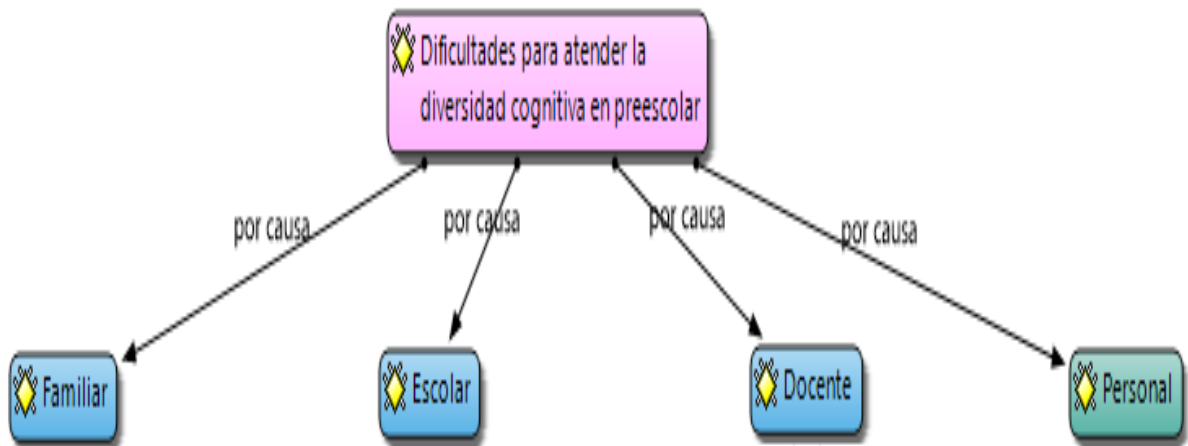 Dificultades para atender la
diversidad cognitiva en preescolar
por causa
por causa
por causa
por causa
Familiar
Escolar
Docente
Personal